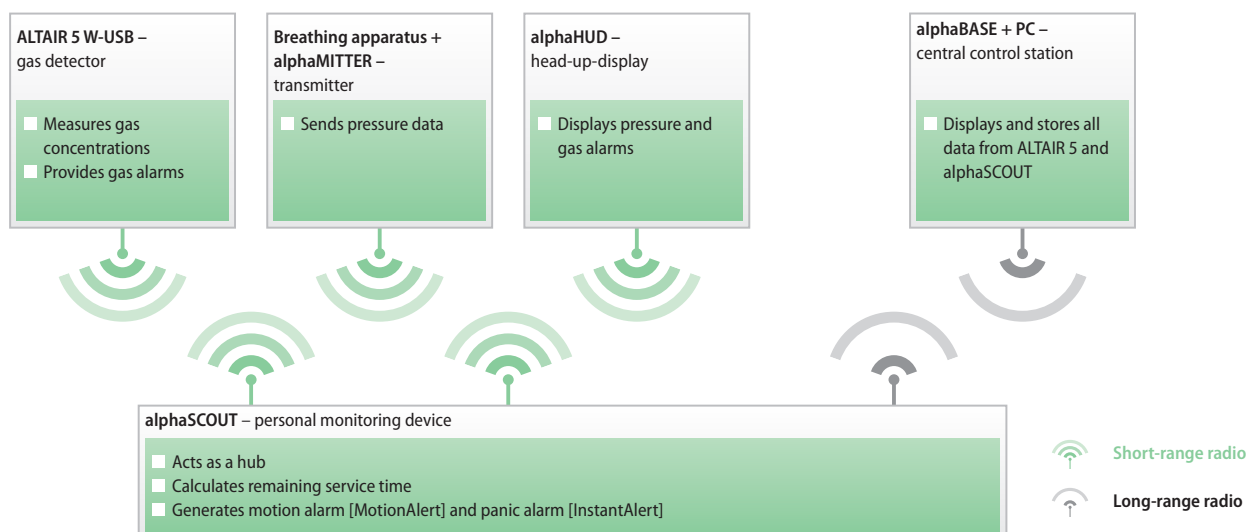 ALTAIR 5 W-USB –
gas detector
Measures gas
concentrations
Provides gas alarms
Breathing apparatus +
alphaMITTER –
transmitter
Sends pressure data
alphaHUD –
head-up-display
Displays pressure and
gas alarms
alphaBASE + PC –
central control station
Displays and stores all
data from ALTAIR 5 and
alphaSCOUT
alphaSCOUT – personal monitoring device
Acts as a hub
Calculates remaining service time
Generates motion alarm [MotionAlert] and panic alarm [InstantAlert]
Short-range radio
Long-range radio